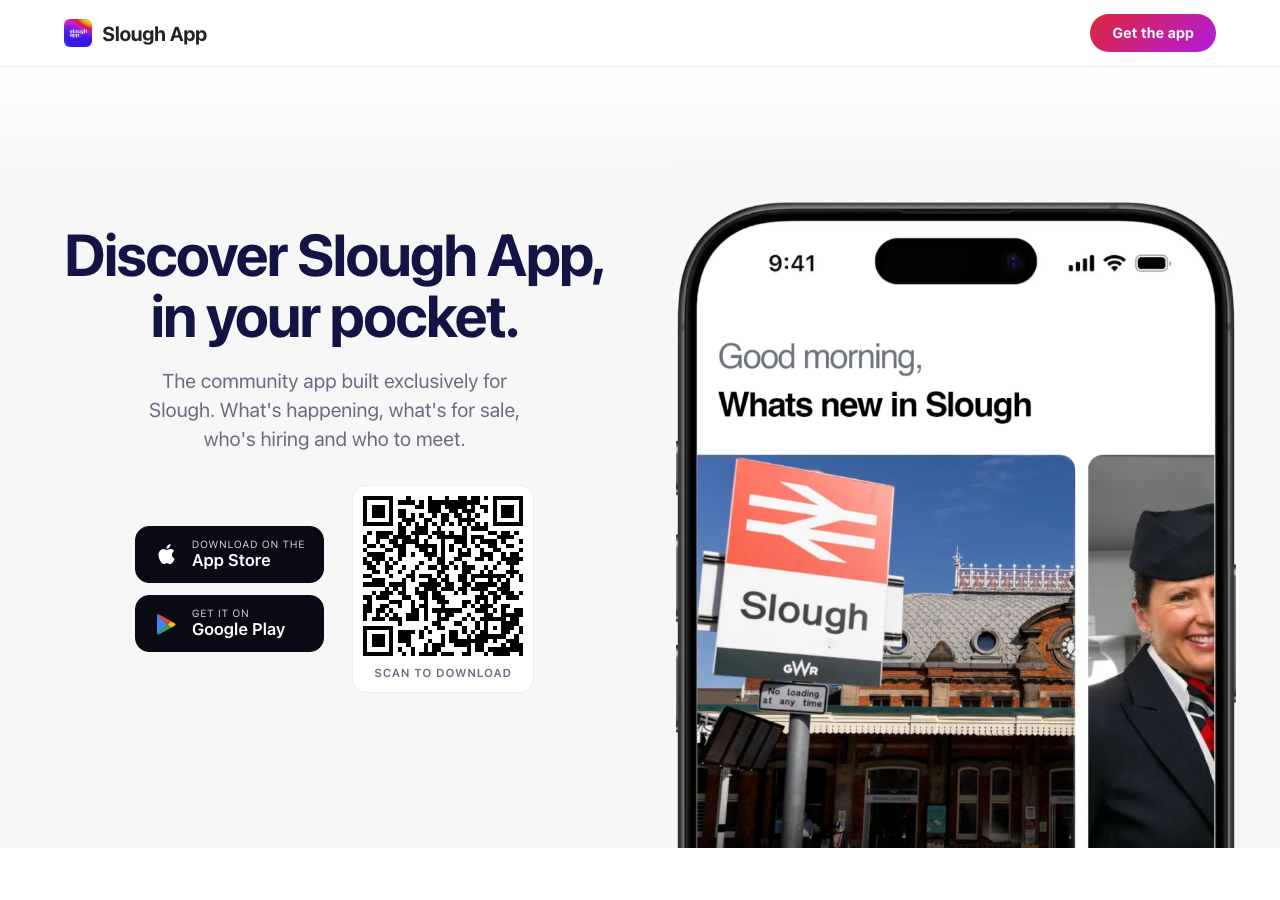 slough app.
Slough App
Get the app
Discover Slough App,
in your pocket.
The community app built exclusively for
Slough. What's happening, what's for sale,
who's hiring and who to meet.
DOWNLOAD ON THE
App Store
GET IT ON
Google Play
SCAN TO DOWNLOAD
9:41
Good morning,
Whats new in Slough
Slough
GWR
No loading
at any time